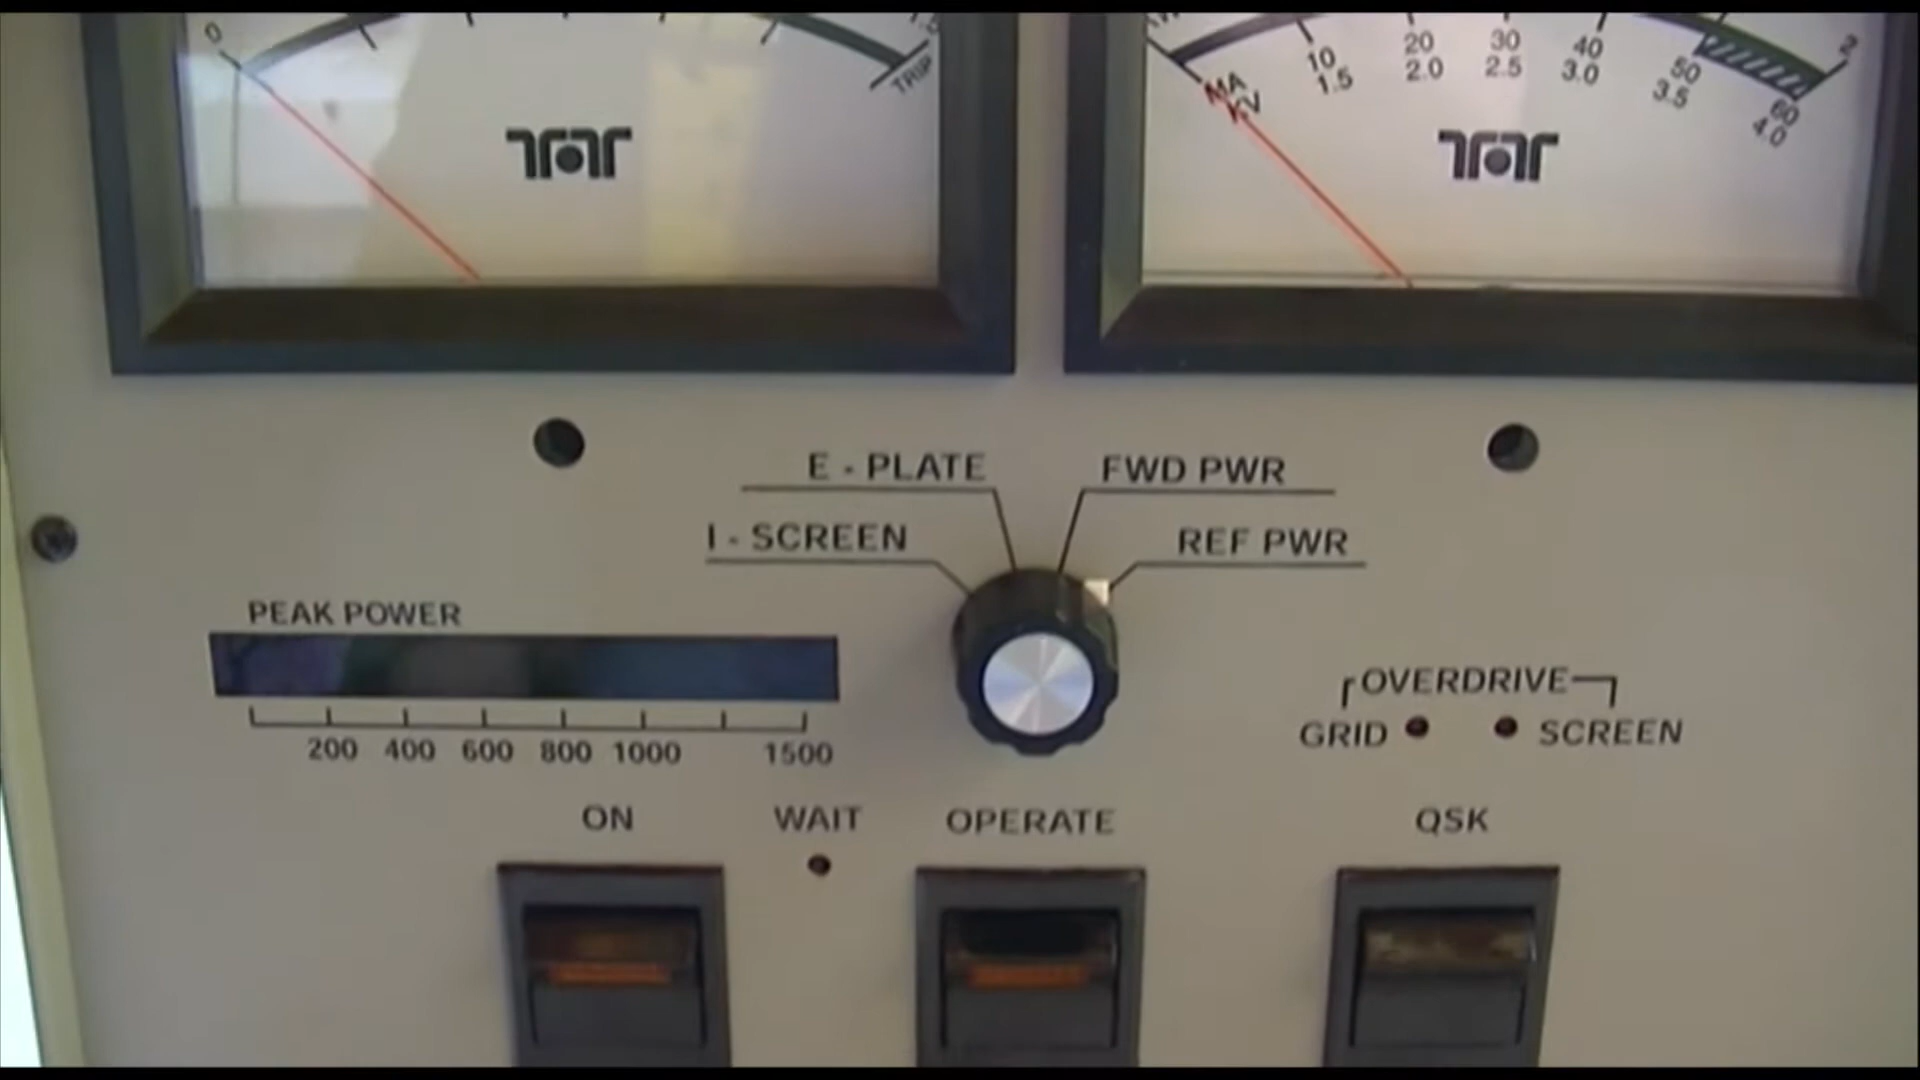 0
TRIP
MA 10 20 30 40 50 60
KV 1.5 2.0 2.5 3.0 3.5 4.0
2
E - PLATE
FWD PWR
I - SCREEN
REF PWR
PEAK POWER
200 400 600 800 1000 1500
OVERDRIVE
GRID
SCREEN
ON
WAIT
OPERATE
QSK